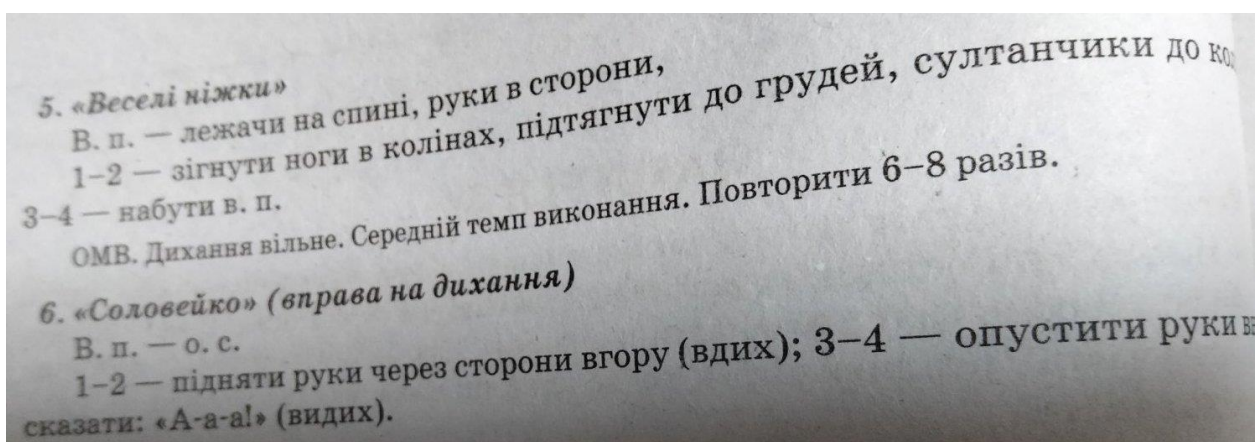 5. «Веселі ніжки»
В. п. — лежачи на спині, руки в сторони,
1–2 — зігнути ноги в колінах, підтягнути до грудей, султанчики до
3–4 — набути в. п.
ОМВ. Дихання вільне. Середній темп виконання. Повторити 6–8 разів.
6. «Соловейко» (вправа на дихання)
В. п. — о. с.
1–2 — підняти руки через сторони вгору (вдих); 3–4 — опустити руки
сказати: «А-а-а!» (видих).